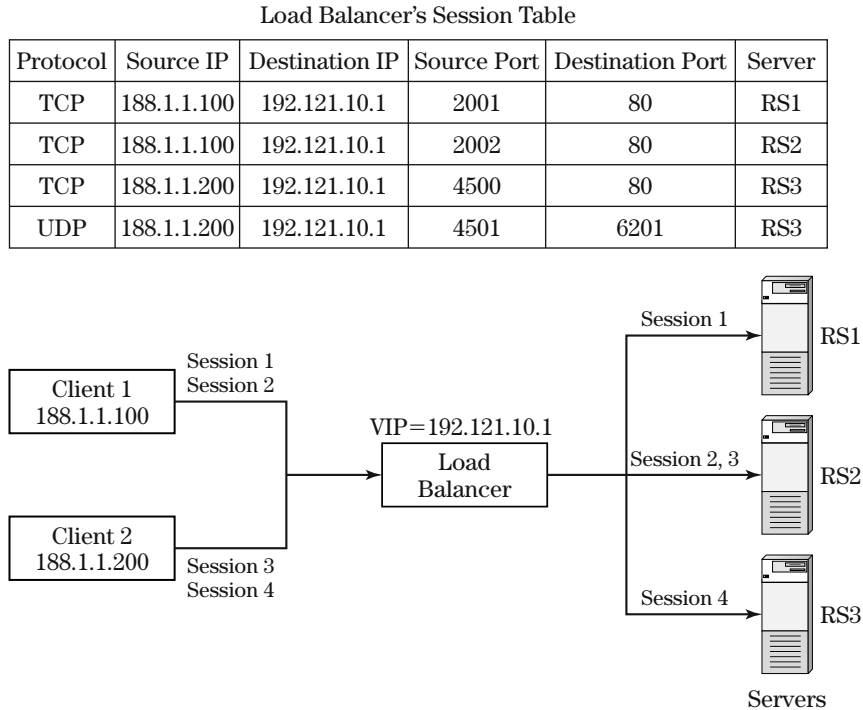 Load Balancer’s Session Table
Protocol Source IP Destination IP Source Port Destination Port Server
TCP 188.1.1.100 192.121.10.1 2001 80 RS1
TCP 188.1.1.100 192.121.10.1 2002 80 RS2
TCP 188.1.1.200 192.121.10.1 4500 80 RS3
UDP 188.1.1.200 192.121.10.1 4501 6201 RS3
Session 1
RS1
Session 1
Session 2
Client 1
188.1.1.100
VIP=192.121.10.1
Load
Balancer
Session 2, 3
RS2
Client 2
188.1.1.200
Session 3
Session 4
Session 4
RS3
Servers